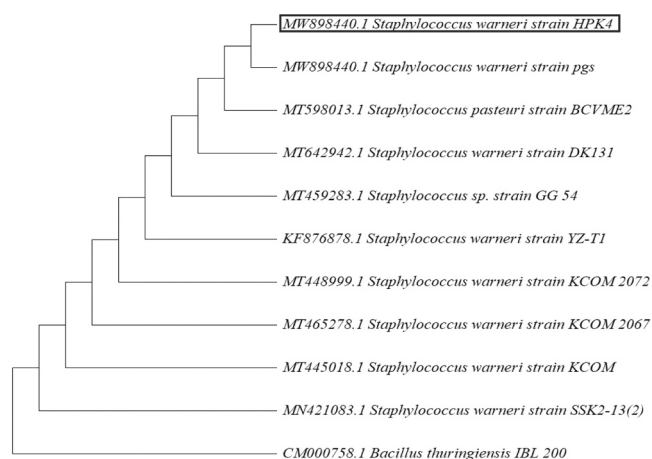 MW898440.1 Staphylococcus warneri strain HPK4
MW898440.1 Staphylococcus warneri strain pgs
MT598013.1 Staphylococcus pasteuri strain BCVME2
MT642942.1 Staphylococcus warneri strain DK131
MT459283.1 Staphylococcus sp. strain GG 54
KF876878.1 Staphylococcus warneri strain YZ-T1
MT448999.1 Staphylococcus warneri strain KCOM 2072
MT465278.1 Staphylococcus warneri strain KCOM 2067
MT445018.1 Staphylococcus warneri strain KCOM
MN421083.1 Staphylococcus warneri strain SSK2-13(2)
CM000758.1 Bacillus thuringiensis IBL 200